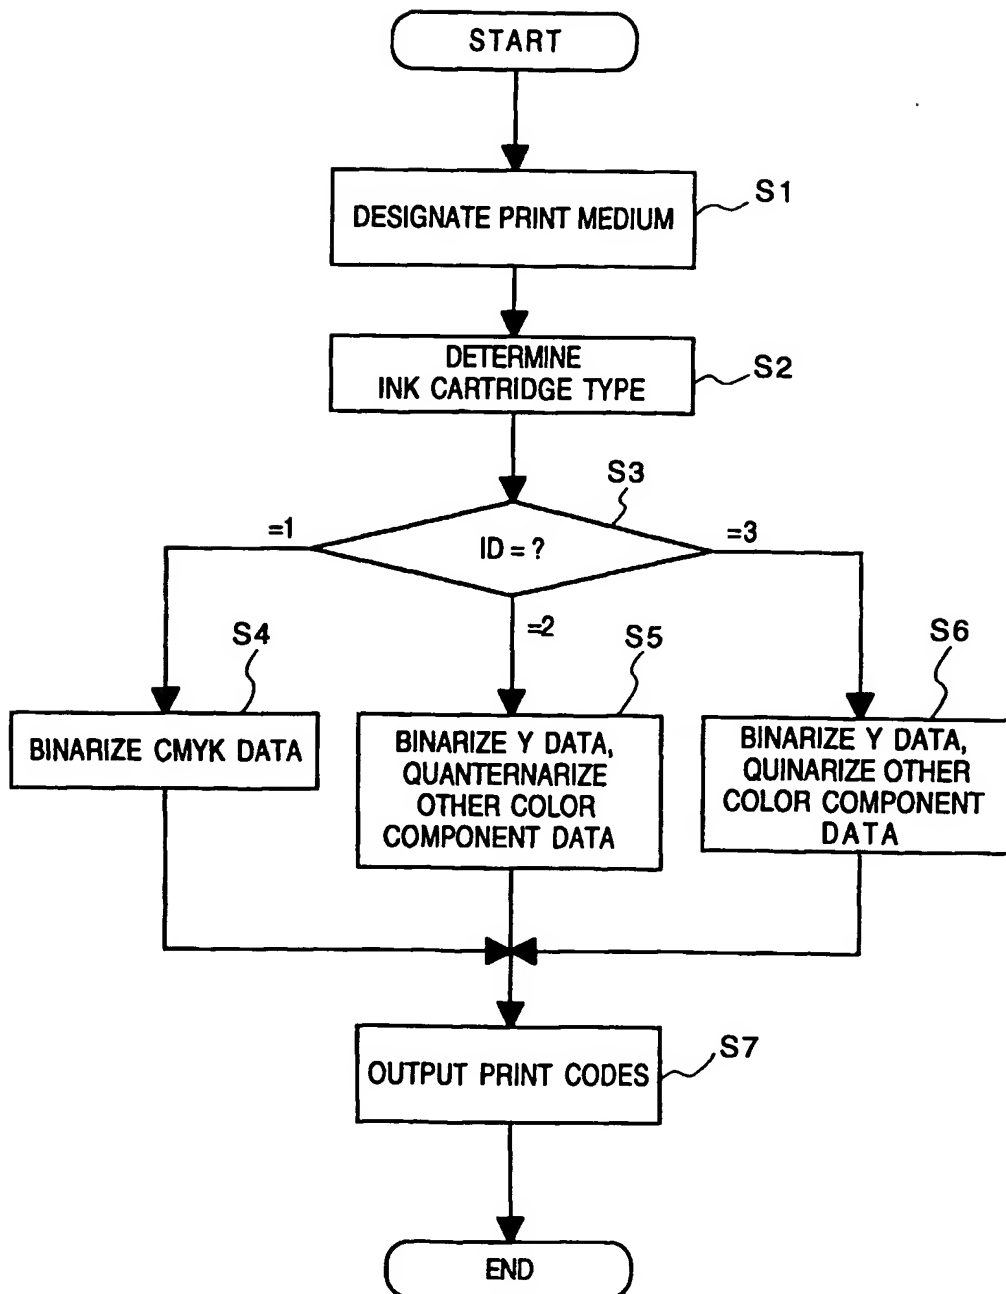 START
DESIGNATE PRINT MEDIUM
S1
DETERMINE
INK CARTRIDGE TYPE
S2
S3
=1
ID = ?
=3
=2
S4
S5
S6
BINARIZE CMYK DATA
BINARIZE Y DATA,
QUANTERNARIZE
OTHER COLOR
COMPONENT DATA
BINARIZE Y DATA,
QUINARIZE OTHER
COLOR COMPONENT
DATA
OUTPUT PRINT CODES
S7
END